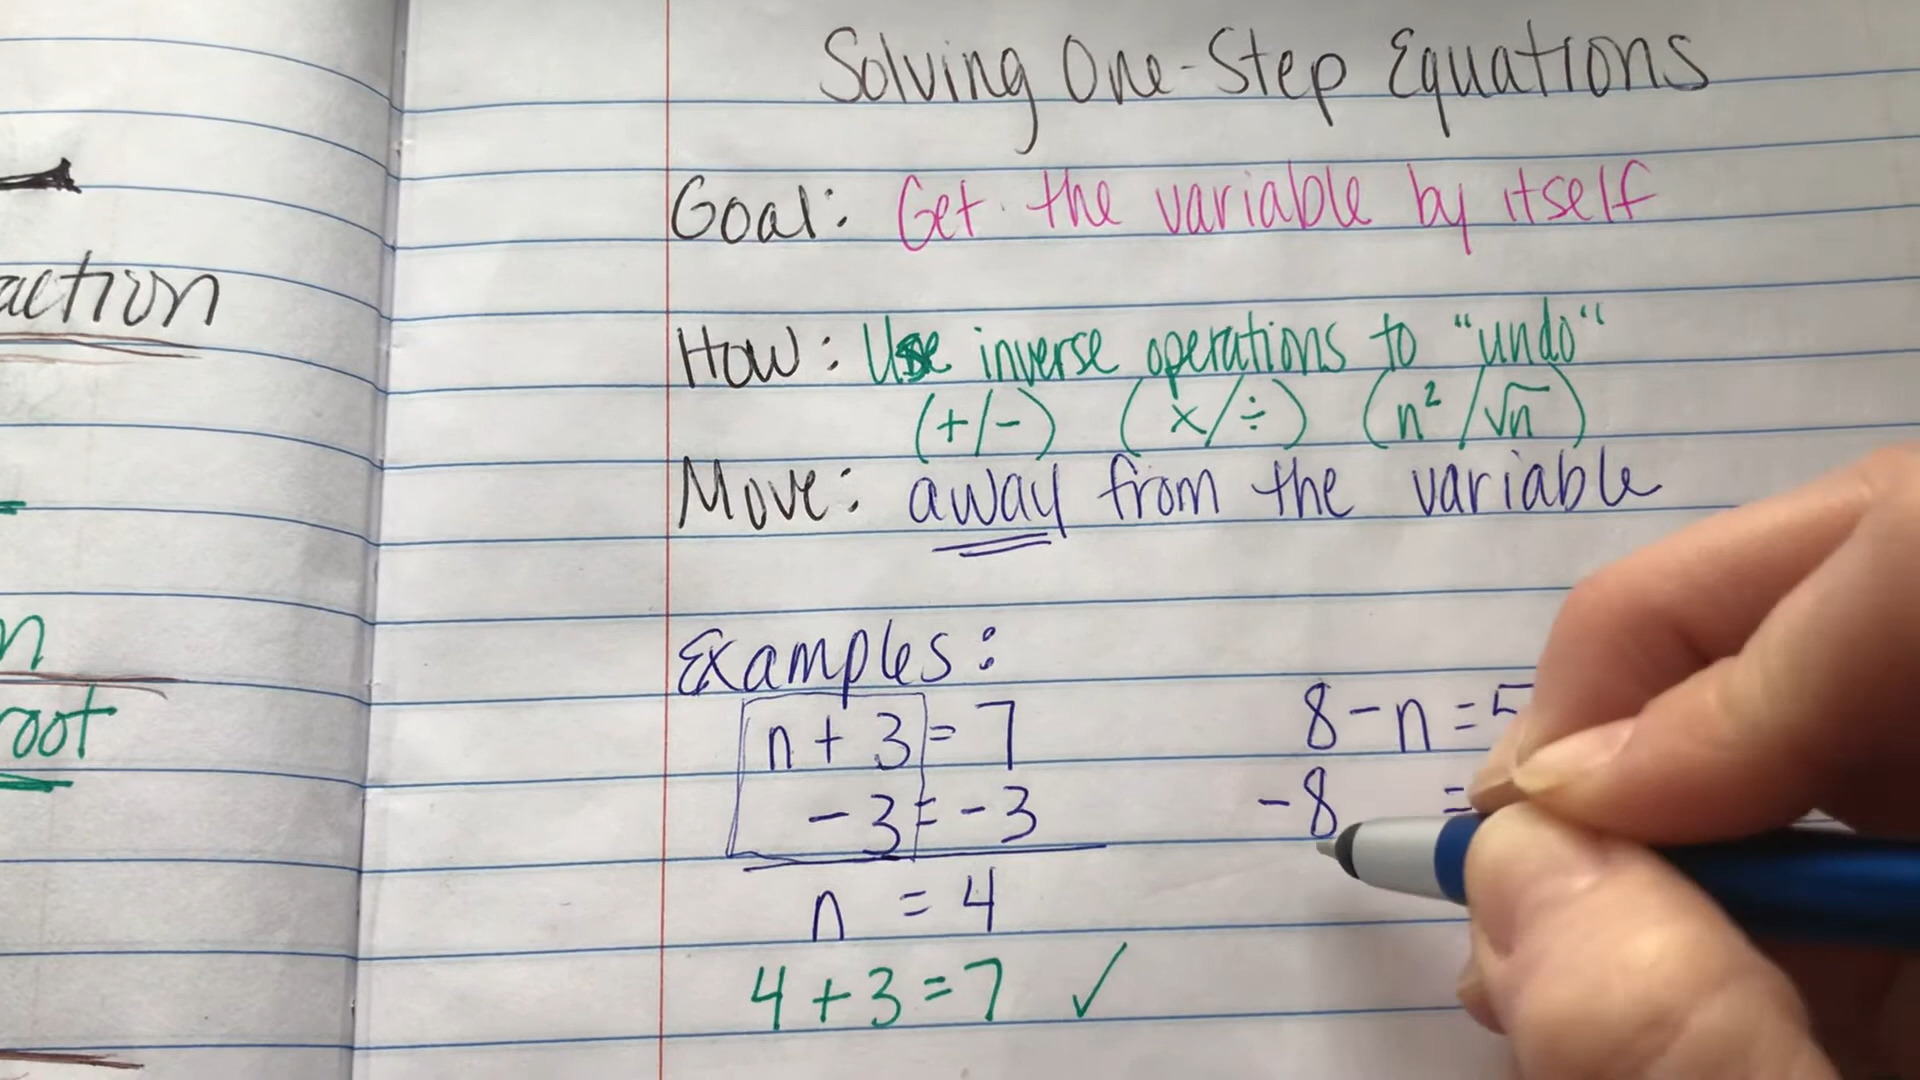 Solving One-Step Equations
action
Goal: Get the variable by itself
How: Use inverse operations to "undo"
(+/-) (x/÷) (n²/√n)
Move: away from the variable
n
root
Examples:
n + 3 = 7
8 - n = 5
- 3 = - 3
- 8 =
n = 4
4 + 3 = 7 ✓